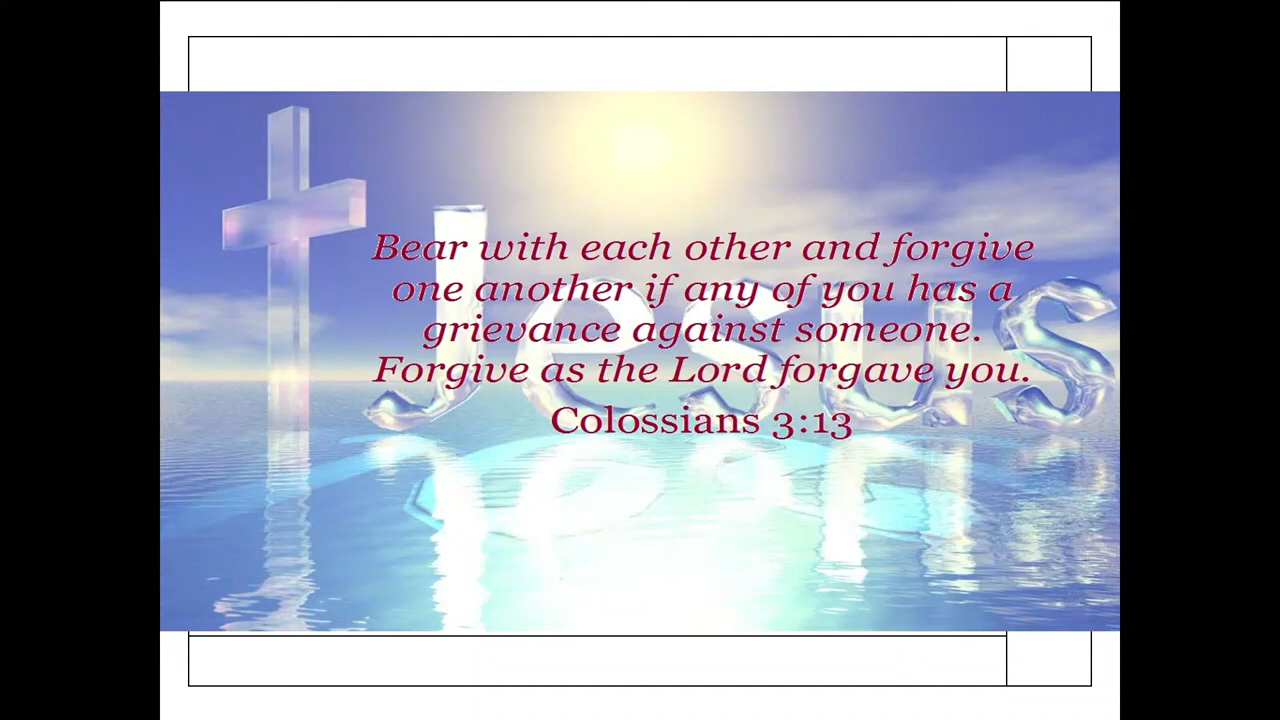 Jesus
Bear with each other and forgive
one another if any of you has a
grievance against someone.
Forgive as the Lord forgave you.
Colossians 3:13